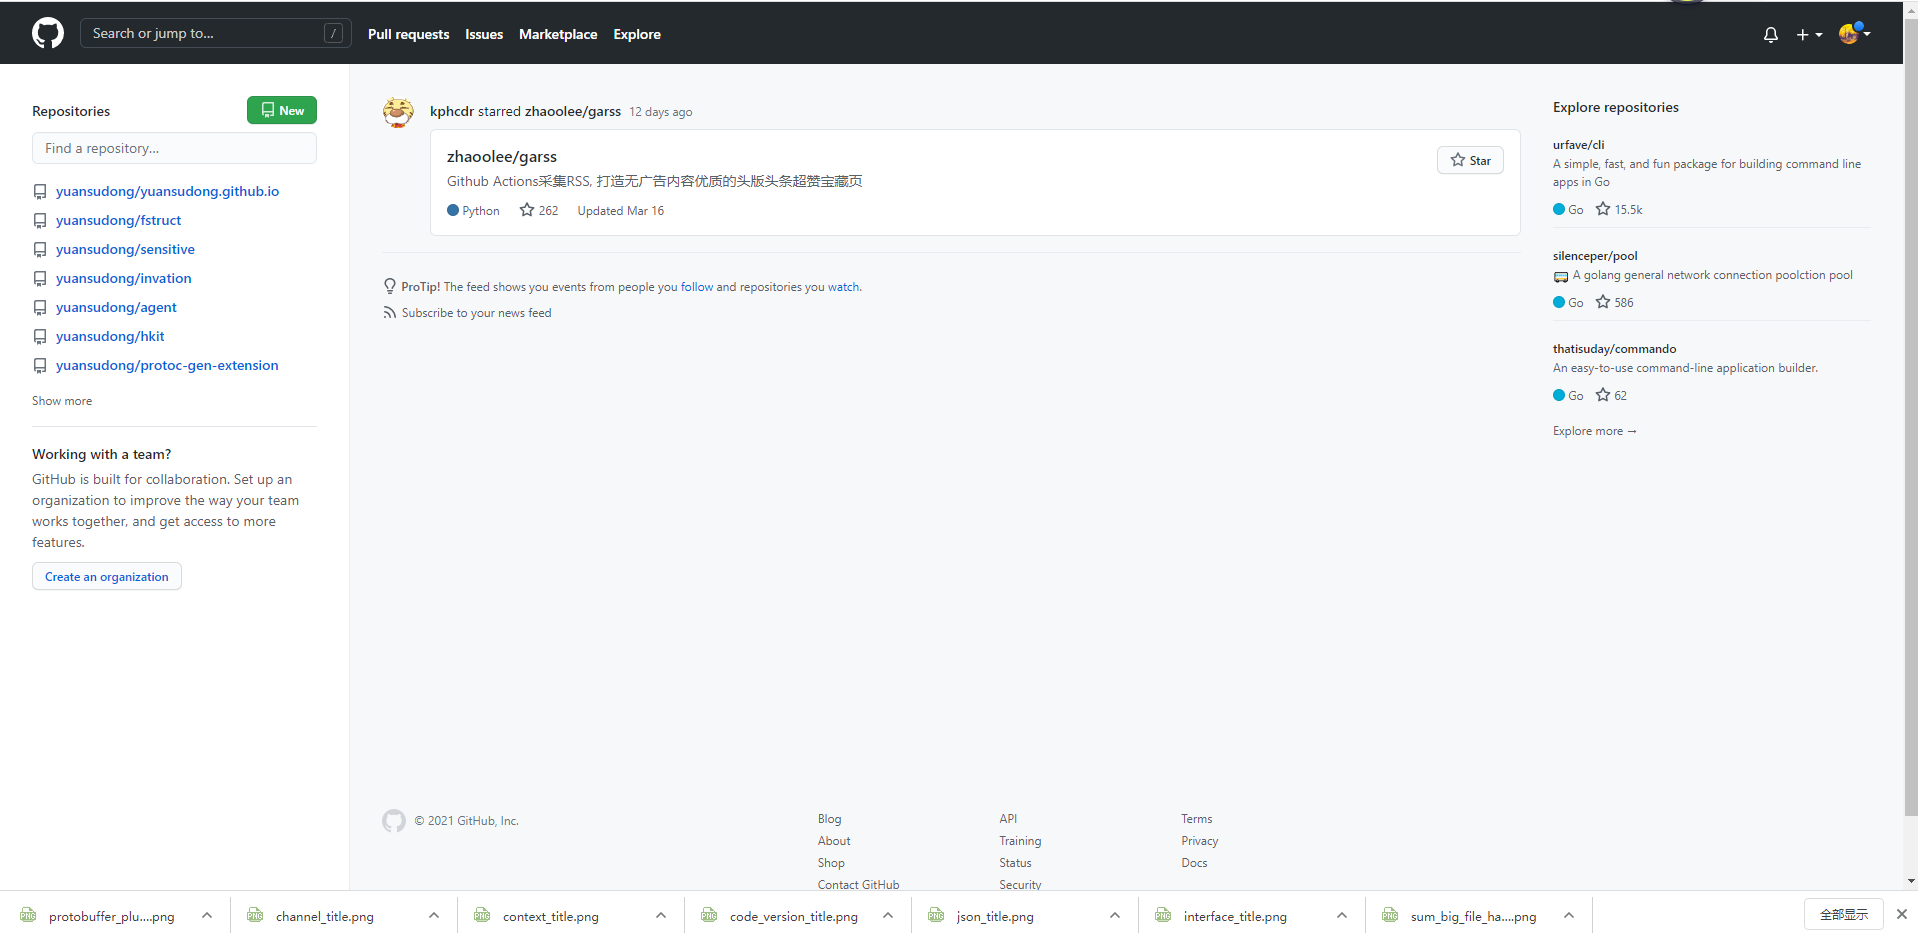 Search or jump to...
/
Pull requests
Issues
Marketplace
Explore
Repositories
New
Find a repository...
yuansudong/yuansudong.github.io
yuansudong/fstruct
yuansudong/sensitive
yuansudong/invation
yuansudong/agent
yuansudong/hkit
yuansudong/protoc-gen-extension
Show more
Working with a team?
GitHub is built for collaboration. Set up an
organization to improve the way your team
works together, and get access to more
features.
Create an organization
kphcdr starred zhaoolee/garss 12 days ago
zhaoolee/garss
Star
Github Actions采集RSS, 打造无广告内容优质的头版头条超赞宝藏页
Python 262 Updated Mar 16
ProTip! The feed shows you events from people you follow and repositories you watch.
Subscribe to your news feed
Explore repositories
urfave/cli
A simple, fast, and fun package for building command line
apps in Go
Go 15.5k
silenceper/pool
A golang general network connection poolction pool
Go 586
thatisuday/commando
An easy-to-use command-line application builder.
Go 62
Explore more →
© 2021 GitHub, Inc.
Blog
About
Shop
Contact GitHub
API
Training
Status
Security
Terms
Privacy
Docs
protobuffer_plu....png
channel_title.png
context_title.png
code_version_title.png
json_title.png
interface_title.png
sum_big_file_ha....png
全部显示